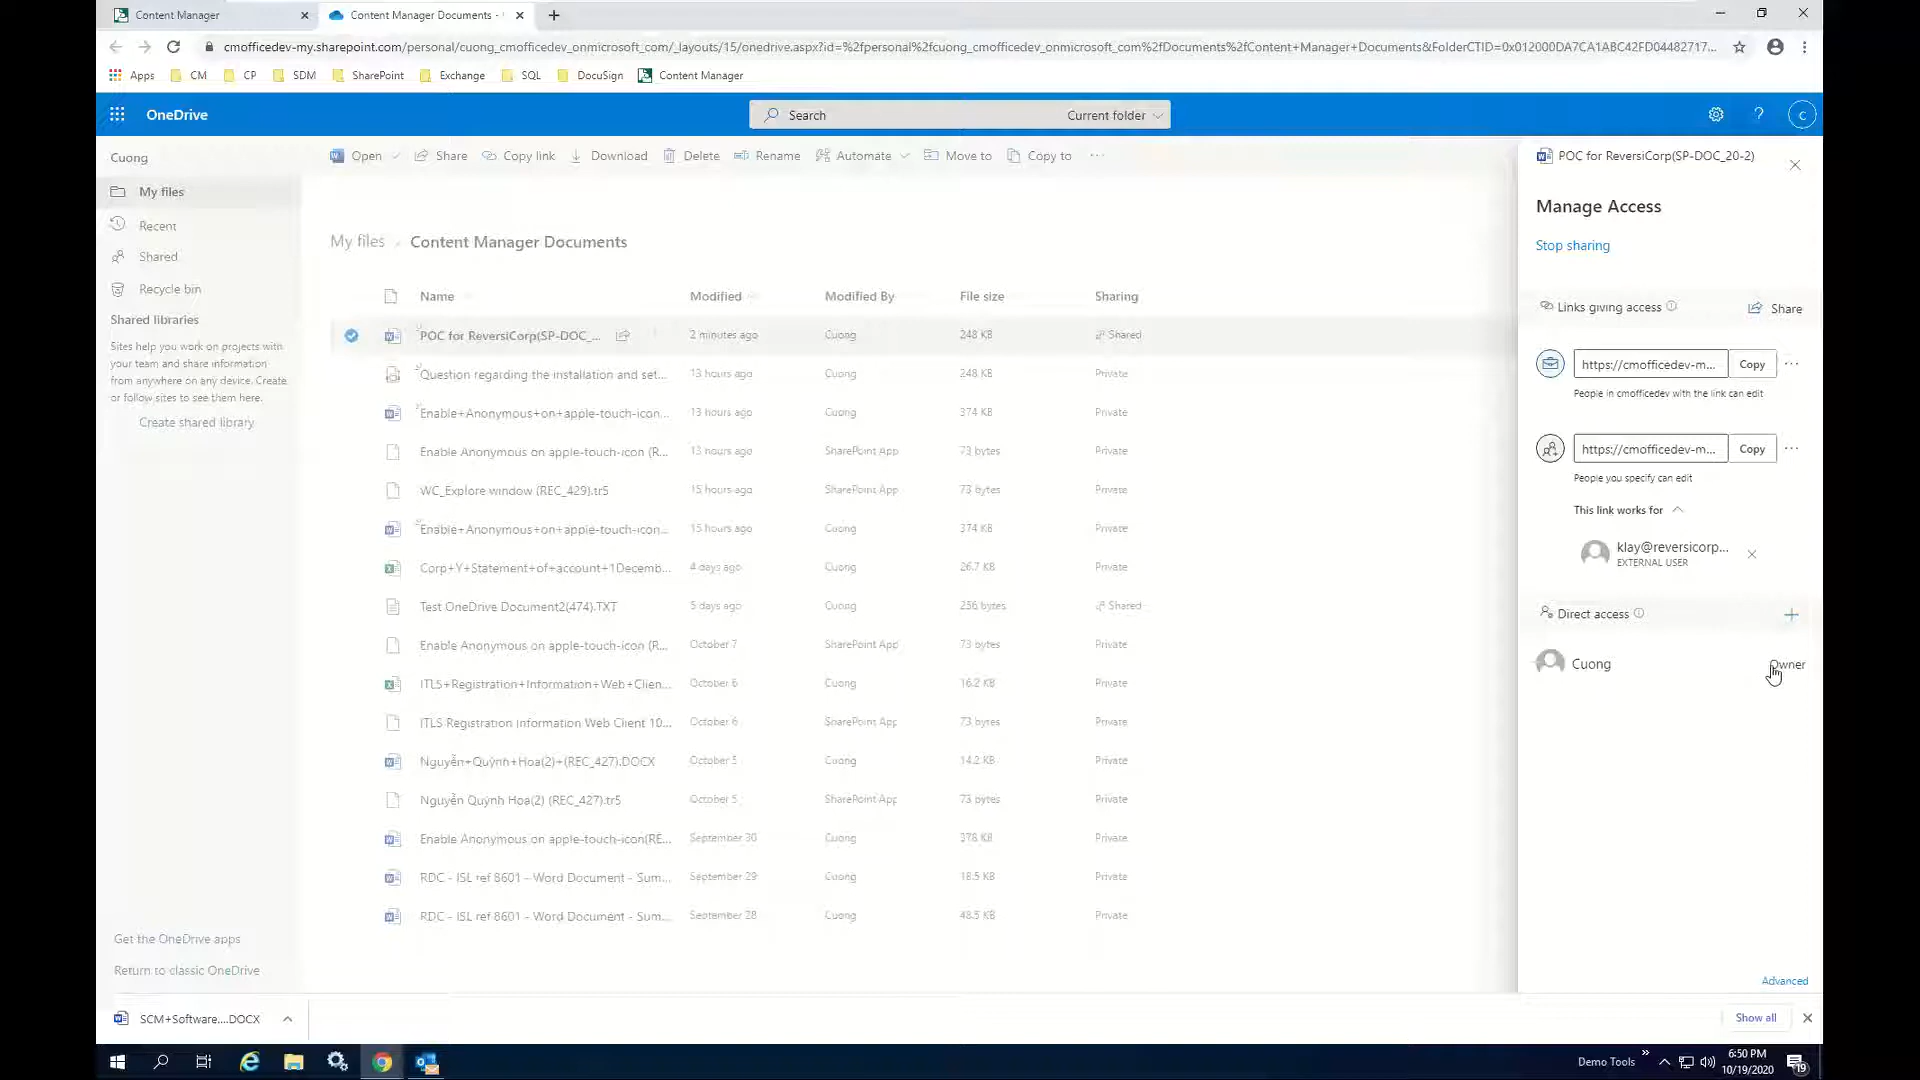 Content Manager
Content Manager Documents -
cmofficedev-my.sharepoint.com/personal/cuong_cmofficedev_onmicrosoft_com/_layouts/15/onedrive.aspx?id=%2fpersonal%2fcuong_cmofficedev_onmicrosoft_com%2fDocuments%2fContent+Manager+Documents&FolderCTID=0x012000DA7CA1ABC42FD04482717...
Apps CM CP SDM SharePoint Exchange SQL DocuSign Content Manager
OneDrive
Search
Current folder
C
Cuong
My files
Recent
Shared
Recycle bin
Shared libraries
Sites help you work on projects with
your team and share information
from anywhere on any device. Create
or follow sites to see them here.
Create shared library
Get the OneDrive apps
Return to classic OneDrive
Open Share Copy link Download Delete Rename Automate Move to Copy to ...
My files Content Manager Documents
Name Modified Modified By File size Sharing
POC for ReversiCorp(SP-DOC_... 2 minutes ago Cuong 248 KB Shared
Question regarding the installation and set... 13 hours ago Cuong 248 KB Private
Enable+Anonymous+on+apple-touch-icon... 13 hours ago Cuong 374 KB Private
Enable Anonymous on apple-touch-icon (R... 13 hours ago SharePoint App 73 bytes Private
WC_Explore window (REC_429).tr5 15 hours ago SharePoint App 73 bytes Private
Enable+Anonymous+on+apple-touch-icon... 15 hours ago Cuong 374 KB Private
Corp+Y+Statement+of+account+1Decemb... 4 days ago Cuong 26.7 KB Private
Test OneDrive Document2(474).TXT 5 days ago Cuong 256 bytes Shared
Enable Anonymous on apple-touch-icon (R... October 7 SharePoint App 73 bytes Private
ITLS+Registration+Information+Web+Clien... October 6 Cuong 16.2 KB Private
ITLS Registration Information Web Client 10... October 6 SharePoint App 73 bytes Private
Nguyễn+Quỳnh+Hoa(2)+(REC_427).DOCX October 5 Cuong 14.2 KB Private
Nguyễn Quỳnh Hoa(2) (REC_427).tr5 October 5 SharePoint App 73 bytes Private
Enable Anonymous on apple-touch-icon(RE... September 30 Cuong 378 KB Private
RDC - ISL ref 8601 - Word Document - Sum... September 29 Cuong 18.5 KB Private
RDC - ISL ref 8601 - Word Document - Sum... September 28 Cuong 48.5 KB Private
POC for ReversiCorp(SP-DOC_20-2)
Manage Access
Stop sharing
Links giving access Share
https://cmofficedev-m... Copy ...
People in cmofficedev with the link can edit
https://cmofficedev-m... Copy ...
People you specify can edit
This link works for
klay@reversicorp...
EXTERNAL USER
Direct access
Cuong Owner
Advanced
SCM+Software....DOCX
Show all
Demo Tools
6:50 PM
10/19/2020
19